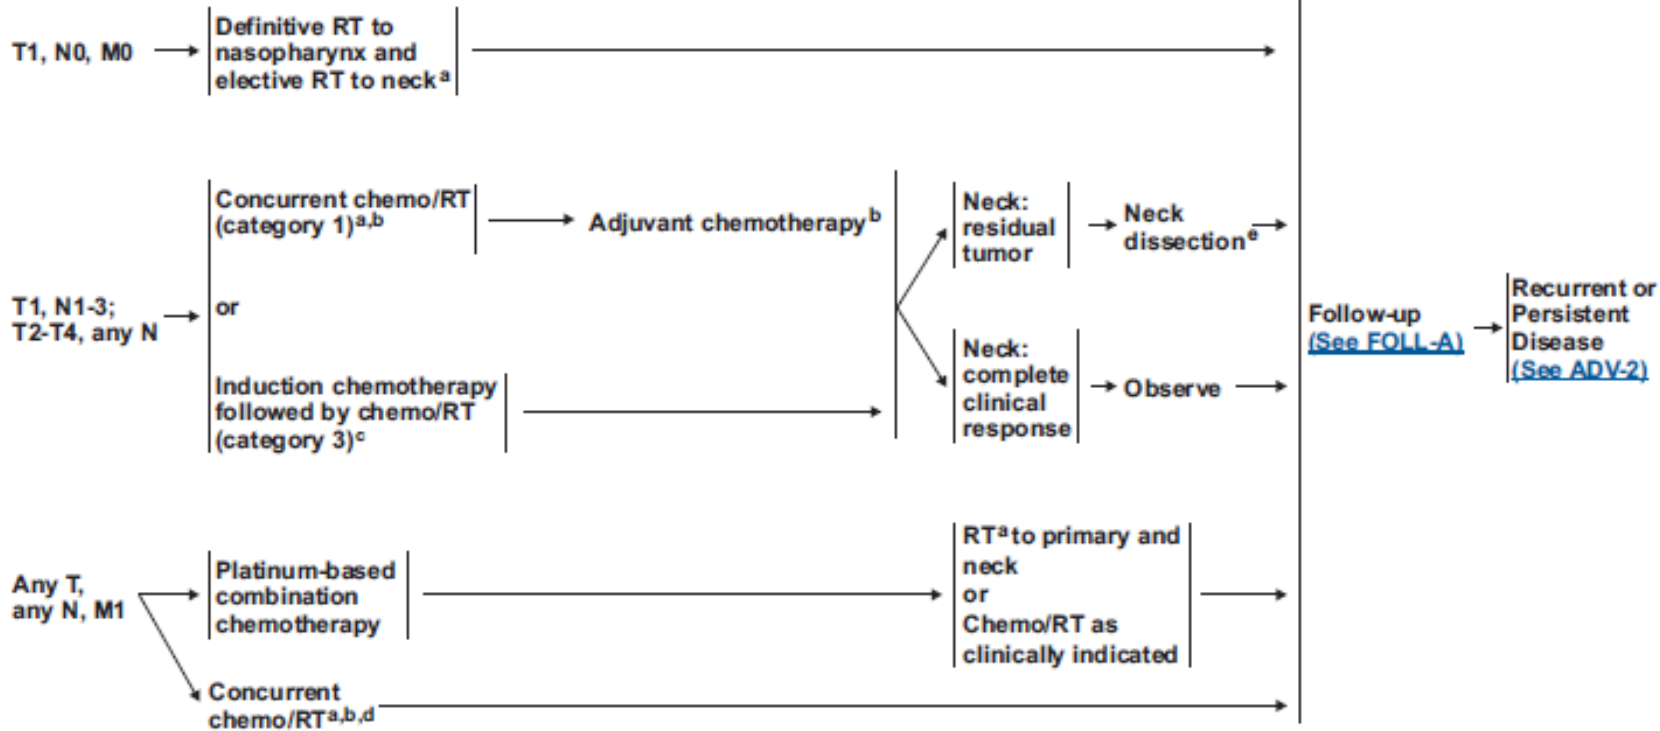 T1, N0, M0
Definitive RT to
nasopharynx and
elective RT to neckª
T1, N1-3;
T2-T4, any N
Concurrent chemo/RT
(category 1)a,b
or
Induction chemotherapy
followed by chemo/RT
(category 3)c
Adjuvant chemotherapyb
Neck:
residual
tumor
Neck
dissectione
Neck:
complete
clinical
response
Observe
Any T,
any N, M1
Platinum-based
combination
chemotherapy
RTª to primary and
neck
or
Chemo/RT as
clinically indicated
Concurrent
chemo/RTa,b,d
Follow-up
(See FOLL-A)
Recurrent or
Persistent
Disease
(See ADV-2)